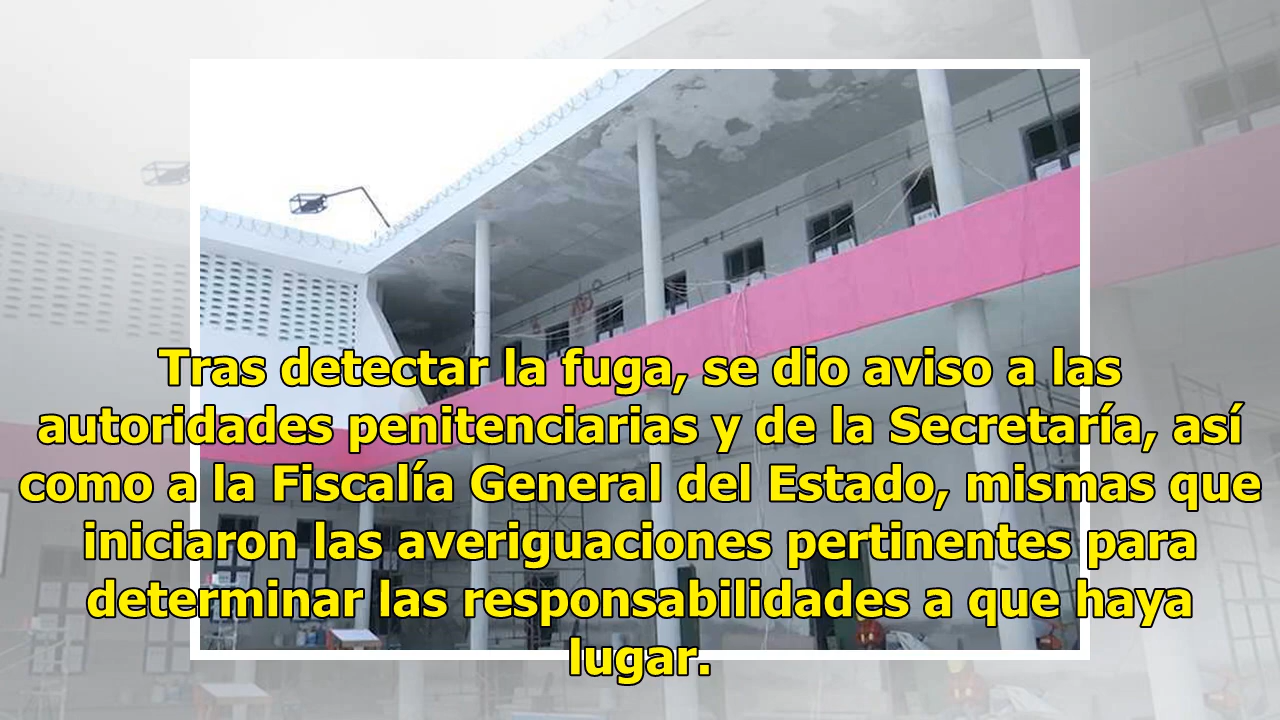 Tras detectar la fuga, se dio aviso a las
autoridades penitenciarias y de la Secretaría, así
como a la Fiscalía General del Estado, mismas que
iniciaron las averiguaciones pertinentes para
determinar las responsabilidades a que haya
lugar.